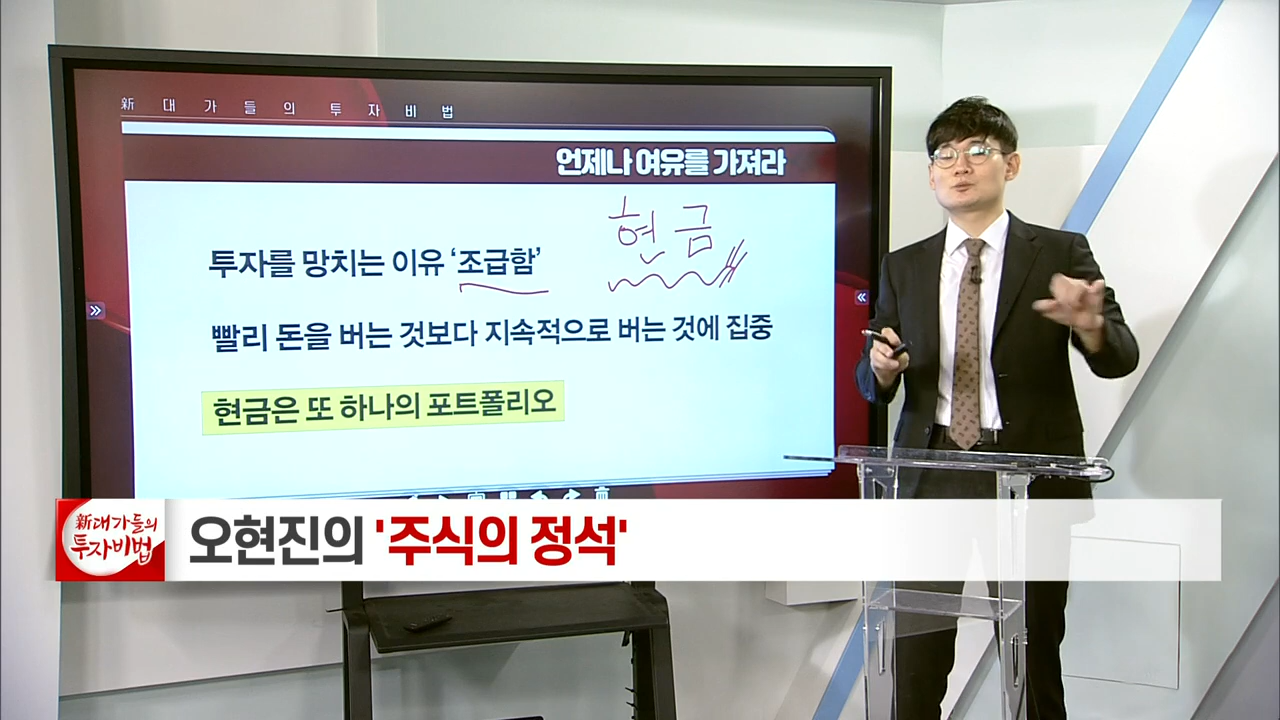 新 대 가 들 의 투 자 비 법
언제나 여유를 가져라
현금
투자를 망치는 이유 '조급함'
빨리 돈을 버는 것보다 지속적으로 버는 것에 집중
현금은 또 하나의 포트폴리오
新대가들의
투자비법
오현진의 '주식의 정석'